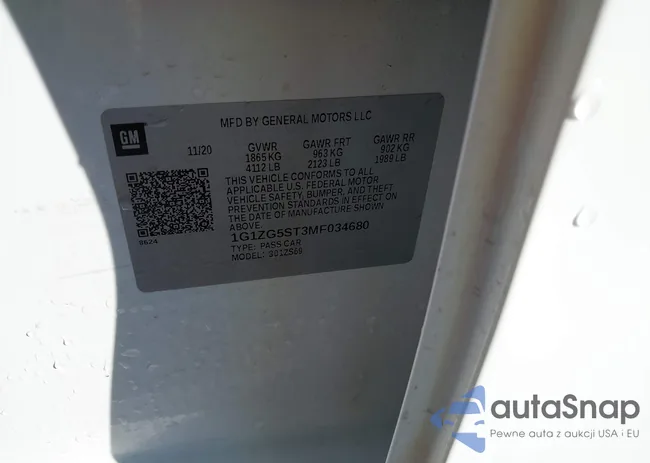 MFD BY GENERAL MOTORS LLC
GM
11/20 GVWR GAWR FRT GAWR RR
1865 KG 963 KG 902 KG
4112 LB 2123 LB 1989 LB
THIS VEHICLE CONFORMS TO ALL
APPLICABLE U.S. FEDERAL MOTOR
VEHICLE SAFETY, BUMPER, AND THEFT
PREVENTION STANDARDS IN EFFECT ON
THE DATE OF MANUFACTURE SHOWN
ABOVE.
8624
1G1ZG5ST3MF034680
TYPE: PASS CAR
MODEL:
autaSnap
Pewne auta z aukcji USA i EU